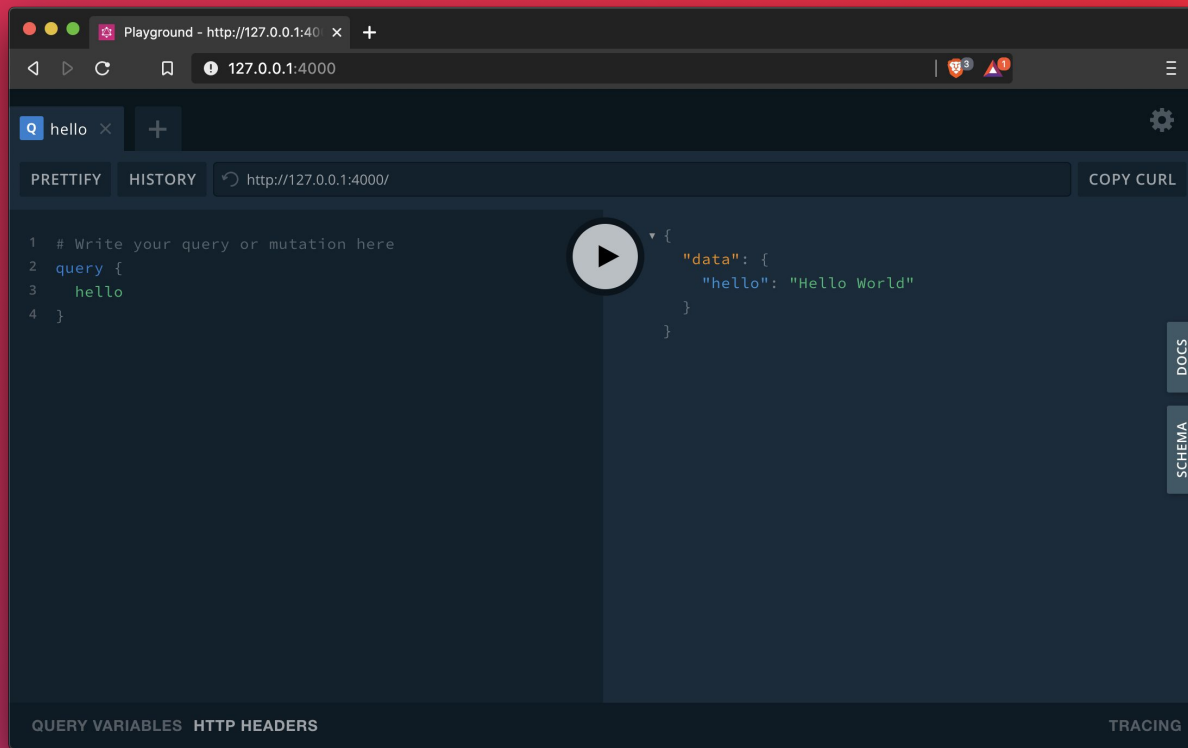 Playground - http://127.0.0.1:40
127.0.0.1:4000
3
1
Q hello
PRETTIFY HISTORY http://127.0.0.1:4000/ COPY CURL
1 # Write your query or mutation here
2 query {
3 hello
4 }
{
"data": {
"hello": "Hello World"
}
}
DOCS
SCHEMA
QUERY VARIABLES HTTP HEADERS TRACING